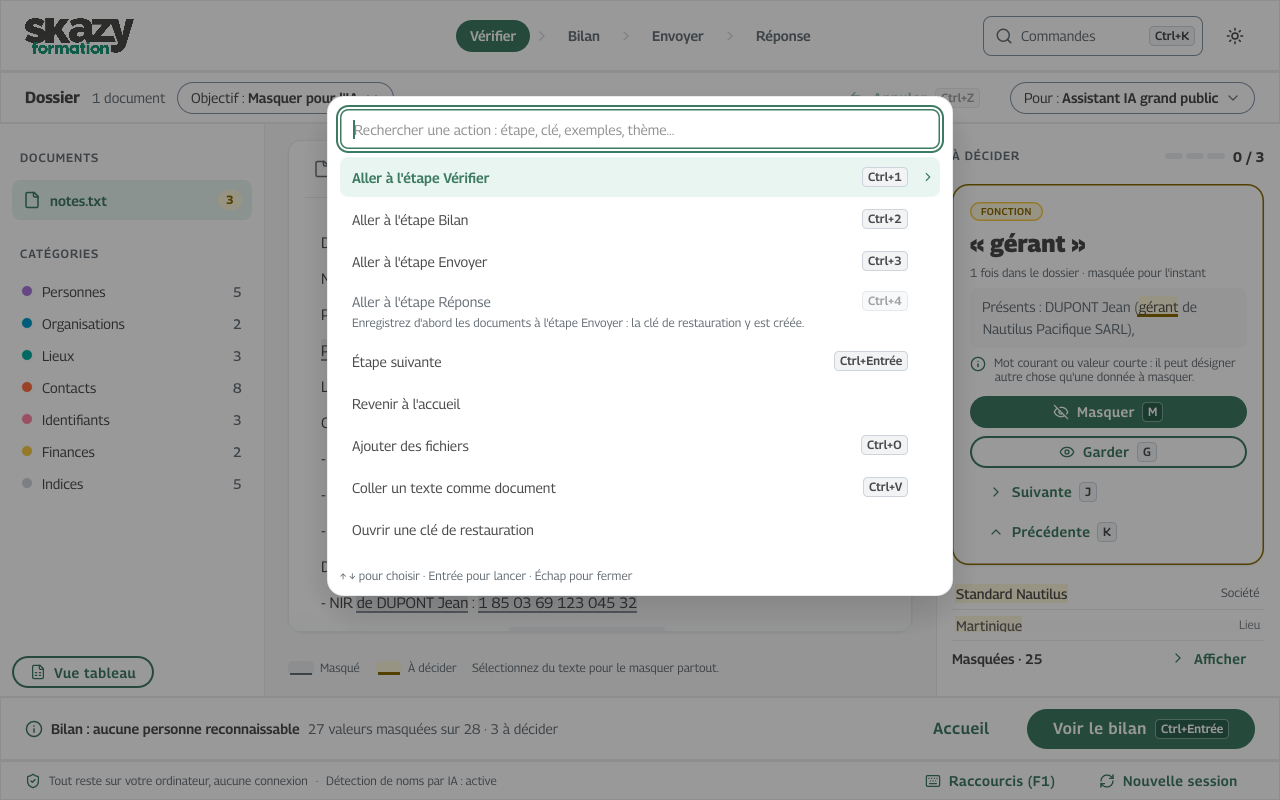 skazy
formation
Vérifier
Bilan
Envoyer
Réponse
Commandes Ctrl+K
Dossier 1 document Objectif : Masquer pour l'IA
Annuler Ctrl+Z
Pour : Assistant IA grand public
DOCUMENTS
notes.txt 3
CATÉGORIES
Personnes 5
Organisations 2
Lieux 3
Contacts 8
Identifiants 3
Finances 2
Indices 5
Vue tableau
Rechercher une action : étape, clé, exemples, thème...
Aller à l'étape Vérifier Ctrl+1
Aller à l'étape Bilan Ctrl+2
Aller à l'étape Envoyer Ctrl+3
Aller à l'étape Réponse Ctrl+4
Enregistrez d'abord les documents à l'étape Envoyer : la clé de restauration y est créée.
Étape suivante Ctrl+Entrée
Revenir à l'accueil
Ajouter des fichiers Ctrl+O
Coller un texte comme document Ctrl+V
Ouvrir une clé de restauration
↑ ↓ pour choisir · Entrée pour lancer · Échap pour fermer
- NIR de DUPONT Jean : 1 85 03 69 123 045 32
Masqué
À décider
Sélectionnez du texte pour le masquer partout.
À DÉCIDER 0 / 3
FONCTION
« gérant »
1 fois dans le dossier · masquée pour l'instant
Présents : DUPONT Jean (gérant de
Nautilus Pacifique SARL),
Mot courant ou valeur courte : il peut désigner
autre chose qu'une donnée à masquer.
Masquer M
Garder G
Suivante J
Précédente K
Standard Nautilus Société
Martinique Lieu
Masquées · 25 Afficher
Bilan : aucune personne reconnaissable 27 valeurs masquées sur 28 · 3 à décider
Accueil
Voir le bilan Ctrl+Entrée
Tout reste sur votre ordinateur, aucune connexion · Détection de noms par IA : active
Raccourcis (F1)
Nouvelle session